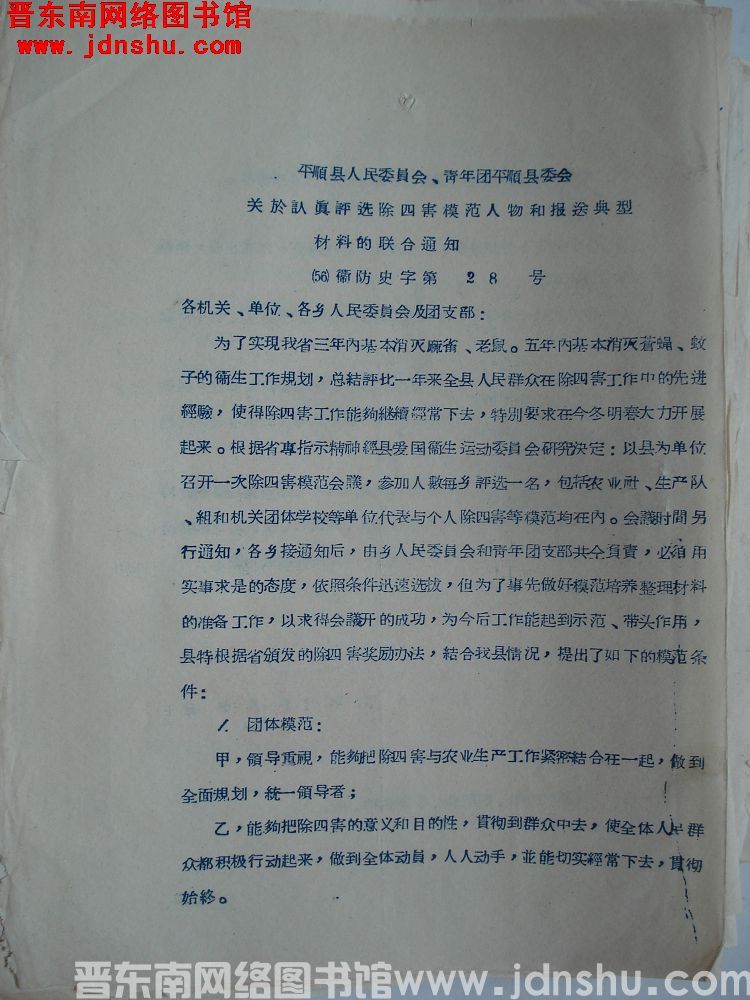 晋东南网络图书馆
www.jdnshu.com
平順县人民委員会、靑年团平順县委会
关於認眞評选除四害模范人物和报送典型
材料的联合通知
(56)衞防史字第 28 号
各机关、单位、各乡人民委員会及团支部：
为了实現我省三年內基本消灭麻雀、老鼠。五年內基本消灭蒼蝇、蚊
子的衞生工作規划，总結評比一年来全县人民群众在除四害工作中的先进
經驗，使得除四害工作能夠継續經常下去，特别要求在今冬明春大力开展
起来。根据省專指示精神經县爱国衞生运动委員会研究决定：以县为单位
召开一次除四害模范会議，参加人数每乡評选一名，包括农业社、生产队
、組和机关团体学校等单位代表与个人除四害等模范均在內。会議时間另
行通知，各乡接通知后，由乡人民委員会和靑年团支部共仝負責，必須用
实事求是的态度，依照条件迅速选拔，但为了事先做好模范培养整理材料
的准备工作，以求得会議开的成功，为今后工作能起到示范、带头作用，
县特根据省頒发的除四害奖励办法，結合我县情况，提出了如下的模范条
件：
1. 团体模范：
甲，領导重視，能夠把除四害与农业生产工作紧密結合在一起，做到
全面規划，統一領导者；
乙，能夠把除四害的意义和目的性，貫彻到群众中去，使全体人民群
众都积极行动起来，做到全体动員，人人动手，並能切实經常下去，貫彻
始終。
晋东南网络图书馆www.jdnshu.com